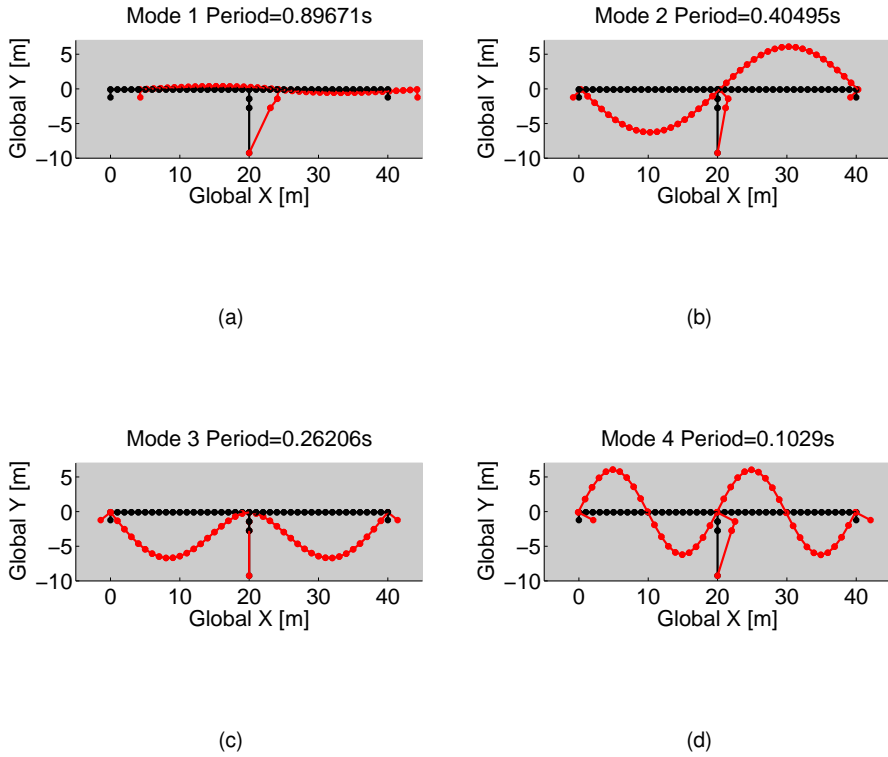 Mode 1 Period=0.89671s
Global Y [m]
5
0
−5
−10
0 10 20 30 40
Global X [m]
(a)
Mode 2 Period=0.40495s
Global Y [m]
5
0
−5
−10
0 10 20 30 40
Global X [m]
(b)
Mode 3 Period=0.26206s
Global Y [m]
5
0
−5
−10
0 10 20 30 40
Global X [m]
(c)
Mode 4 Period=0.1029s
Global Y [m]
5
0
−5
−10
0 10 20 30 40
Global X [m]
(d)